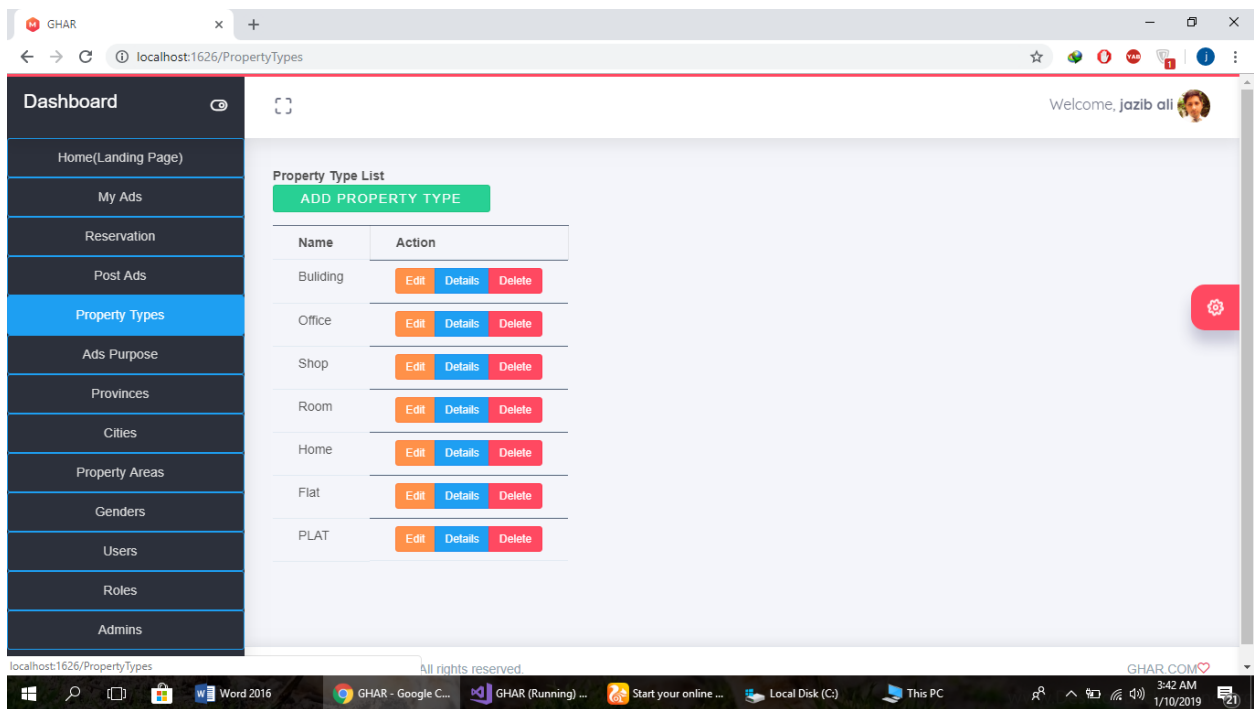 GHAR
localhost:1626/PropertyTypes
YAB
1
j
Dashboard
Welcome, jazib ali
Home(Landing Page)
My Ads
Reservation
Post Ads
Property Types
Ads Purpose
Provinces
Cities
Property Areas
Genders
Users
Roles
Admins
Property Type List
ADD PROPERTY TYPE
Name Action
Buliding Edit Details Delete
Office Edit Details Delete
Shop Edit Details Delete
Room Edit Details Delete
Home Edit Details Delete
Flat Edit Details Delete
PLAT Edit Details Delete
localhost:1626/PropertyTypes
All rights reserved.
GHAR.COM
Word 2016
GHAR - Google C...
GHAR (Running) ...
Start your online ...
Local Disk (C:)
This PC
3:42 AM
1/10/2019
21